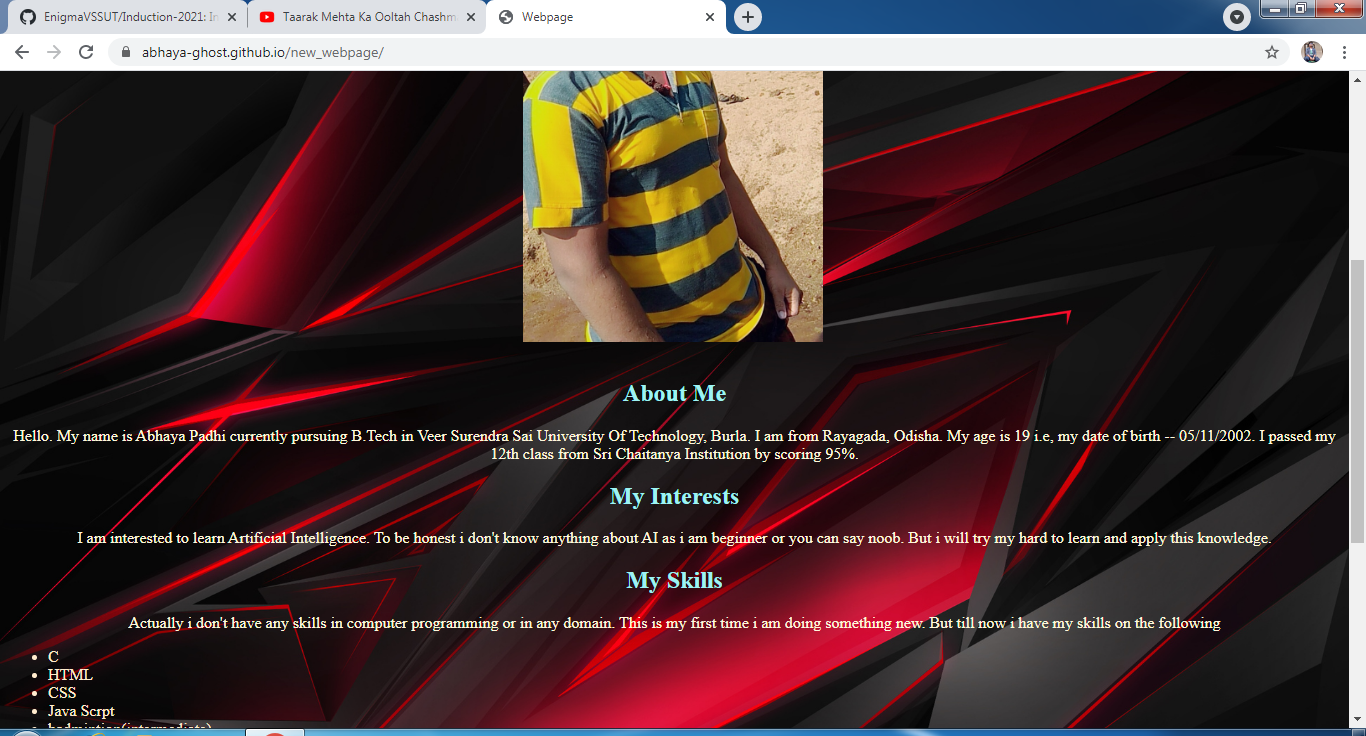 EnigmaVSSUT/Induction-2021: In
Taarak Mehta Ka Ooltah Chashm
Webpage
abhaya-ghost.github.io/new_webpage/
About Me
Hello. My name is Abhaya Padhi currently pursuing B.Tech in Veer Surendra Sai University Of Technology, Burla. I am from Rayagada, Odisha. My age is 19 i.e, my date of birth -- 05/11/2002. I passed my
12th class from Sri Chaitanya Institution by scoring 95%.
My Interests
I am interested to learn Artificial Intelligence. To be honest i don't know anything about AI as i am beginner or you can say noob. But i will try my hard to learn and apply this knowledge.
My Skills
Actually i don't have any skills in computer programming or in any domain. This is my first time i am doing something new. But till now i have my skills on the following
C
HTML
CSS
Java Scrpt